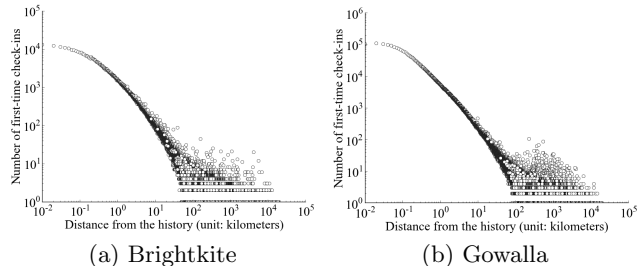 10^5
10^4
10^3
10^2
10^1
10^0
10^-2 10^-1 10^0 10^1 10^2 10^3 10^4 10^5
Number of first-time check-ins
Distance from the history (unit: kilometers)
(a) Brightkite
10^6
10^5
10^4
10^3
10^2
10^1
10^0
10^-2 10^-1 10^0 10^1 10^2 10^3 10^4 10^5
Number of first-time check-ins
Distance from the history (unit: kilometers)
(b) Gowalla